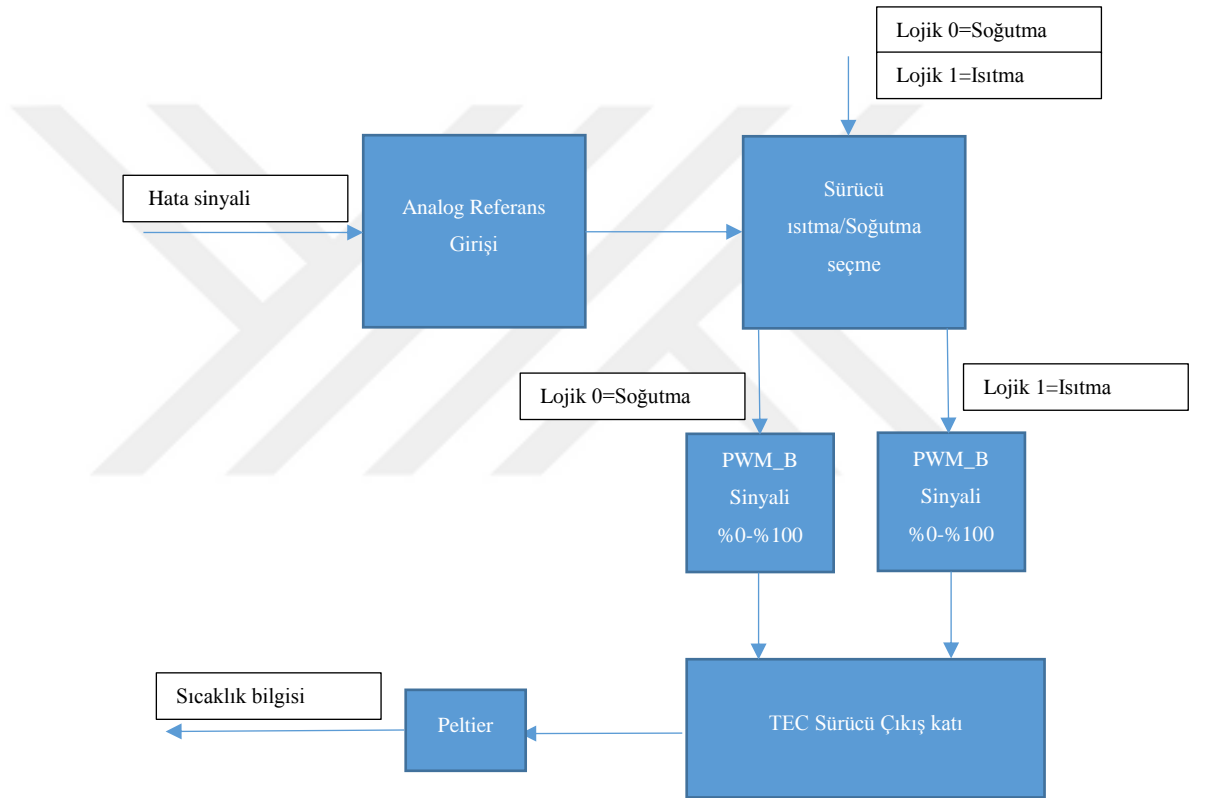 Lojik 0=Soğutma
Lojik 1=Isıtma
Hata sinyali
Analog Referans
Girişi
Sürücü
ısıtma/Soğutma
seçme
Lojik 0=Soğutma
Lojik 1=Isıtma
PWM_B
Sinyali
%0-%100
PWM_B
Sinyali
%0-%100
Sıcaklık bilgisi
Peltier
TEC Sürücü Çıkış katı